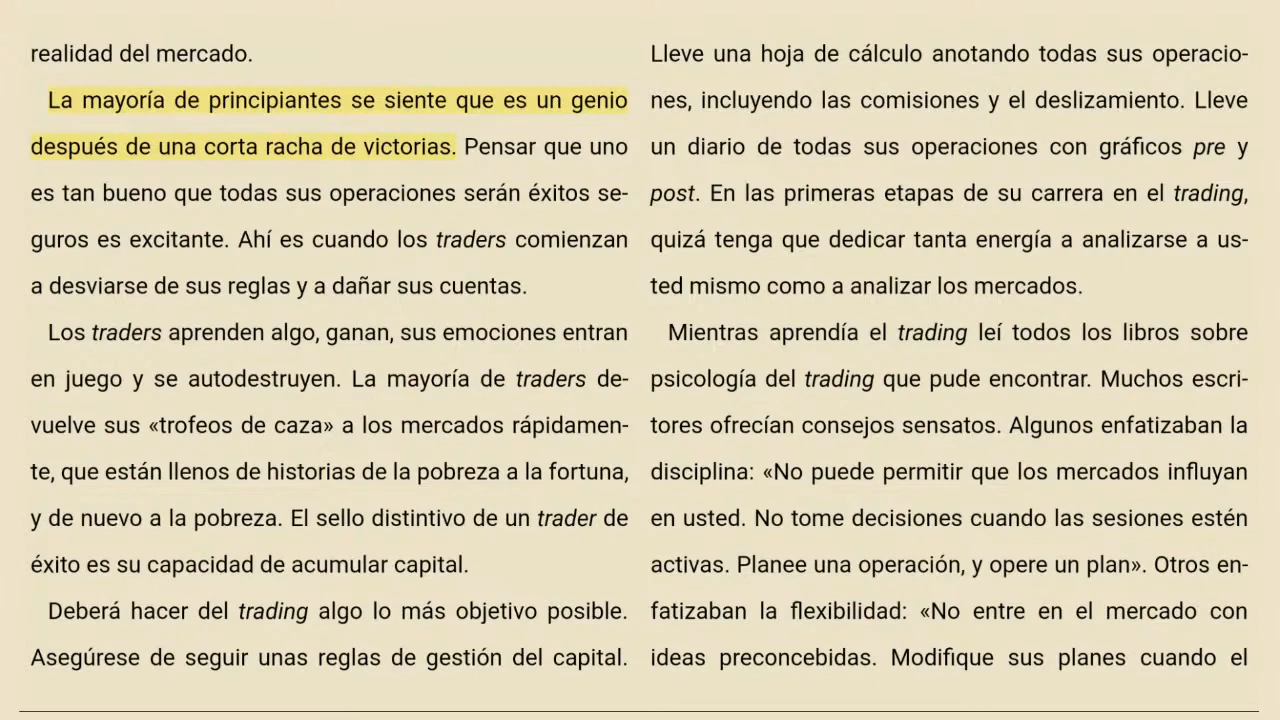 realidad del mercado.
La mayoría de principiantes se siente que es un genio
después de una corta racha de victorias. Pensar que uno
es tan bueno que todas sus operaciones serán éxitos se-
guros es excitante. Ahí es cuando los traders comienzan
a desviarse de sus reglas y a dañar sus cuentas.
Los traders aprenden algo, ganan, sus emociones entran
en juego y se autodestruyen. La mayoría de traders de-
vuelve sus «trofeos de caza» a los mercados rápidamen-
te, que están llenos de historias de la pobreza a la fortuna,
y de nuevo a la pobreza. El sello distintivo de un trader de
éxito es su capacidad de acumular capital.
Deberá hacer del trading algo lo más objetivo posible.
Asegúrese de seguir unas reglas de gestión del capital.
Lleve una hoja de cálculo anotando todas sus operacio-
nes, incluyendo las comisiones y el deslizamiento. Lleve
un diario de todas sus operaciones con gráficos pre y
post. En las primeras etapas de su carrera en el trading,
quizá tenga que dedicar tanta energía a analizarse a us-
ted mismo como a analizar los mercados.
Mientras aprendía el trading leí todos los libros sobre
psicología del trading que pude encontrar. Muchos escri-
tores ofrecían consejos sensatos. Algunos enfatizaban la
disciplina: «No puede permitir que los mercados influyan
en usted. No tome decisiones cuando las sesiones estén
activas. Planee una operación, y opere un plan». Otros en-
fatizaban la flexibilidad: «No entre en el mercado con
ideas preconcebidas. Modifique sus planes cuando el